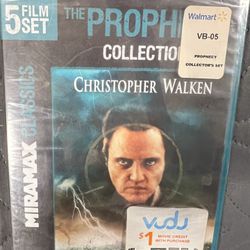 5 FILM
SET
THE PROPHE
COLLECTION
Walmart
VB-05
PROPHECY
COLLECTOR'S SET
CHRISTOPHER WALKEN
MIRAMAX CLASSICS
VUDU
$1 MOVIE CREDIT
WITH PURCHASE